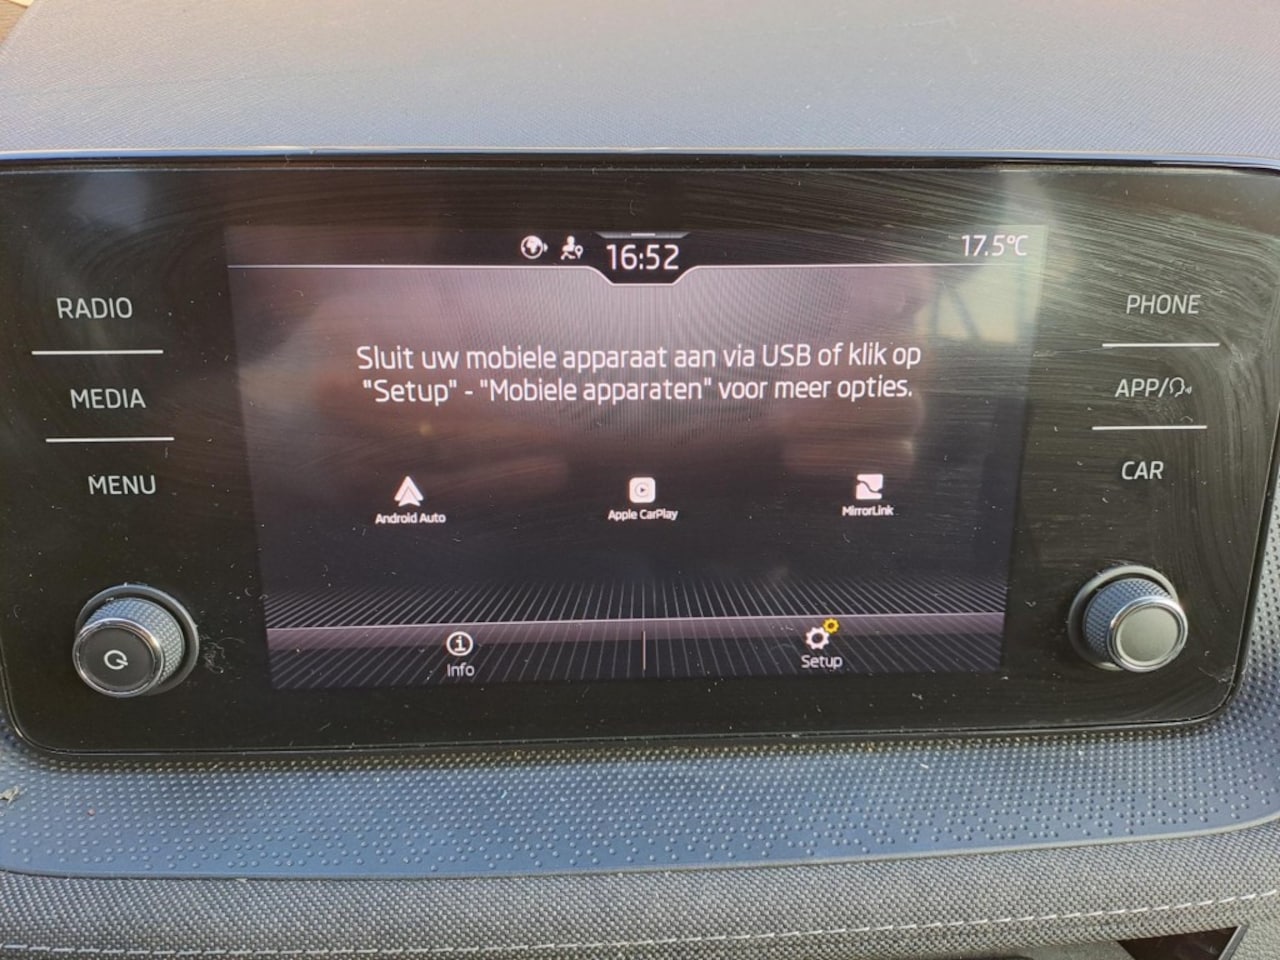 16:52
17.5°C
RADIO
MEDIA
MENU
Sluit uw mobiele apparaat aan via USB of klik op
"Setup" - "Mobiele apparaten" voor meer opties.
Android Auto
Apple CarPlay
MirrorLink
Info
Setup
PHONE
APP/
CAR